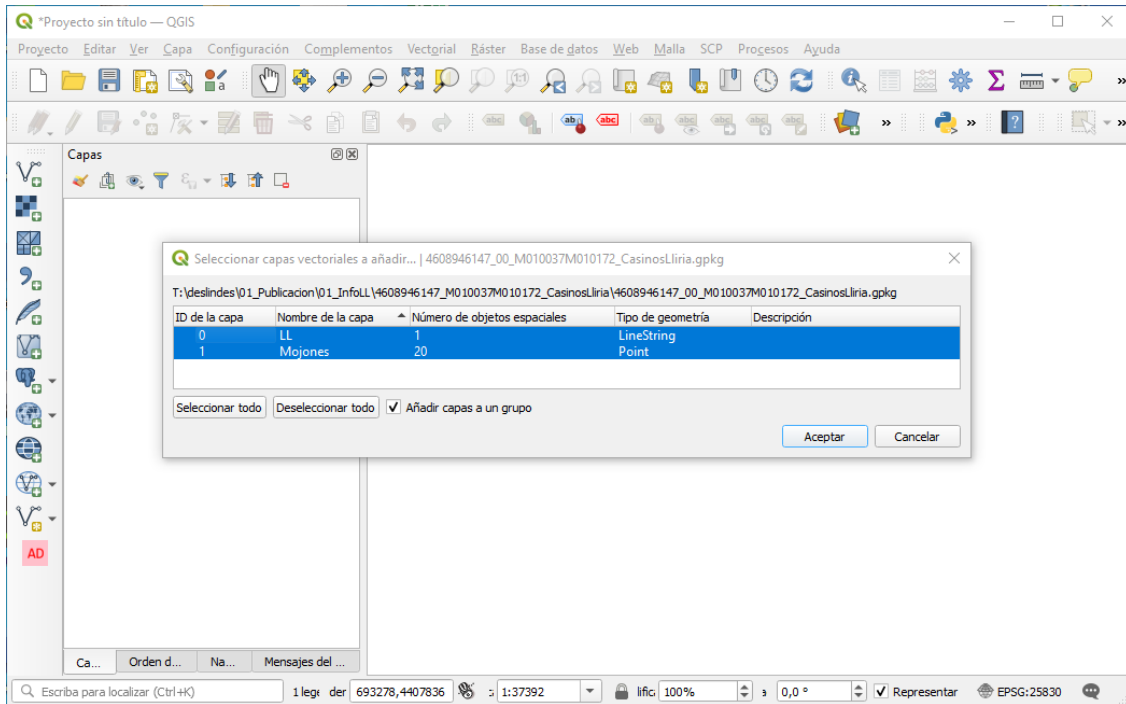 *Proyecto sin título — QGIS
Proyecto Editar Ver Capa Configuración Complementos Vectorial Ráster Base de datos Web Malla SCP Procesos Ayuda
Capas
Seleccionar capas vectoriales a añadir... | 4608946147_00_M010037M010172_CasinosLliria.gpkg
T:\deslindes\01_Publicacion\01_InfoLL\4608946147_M010037M010172_CasinosLliria\4608946147_00_M010037M010172_CasinosLliria.gpkg
ID de la capa Nombre de la capa Número de objetos espaciales Tipo de geometría Descripción
0 LL 1 LineString
1 Mojones 20 Point
Seleccionar todo Deseleccionar todo Añadir capas a un grupo
Aceptar Cancelar
AD
Ca... Orden d... Na... Mensajes del ...
Escriba para localizar (Ctrl+K) 1 lege der 693278,4407836 1:37392 lific 100% 0,0 ° Representar EPSG:25830